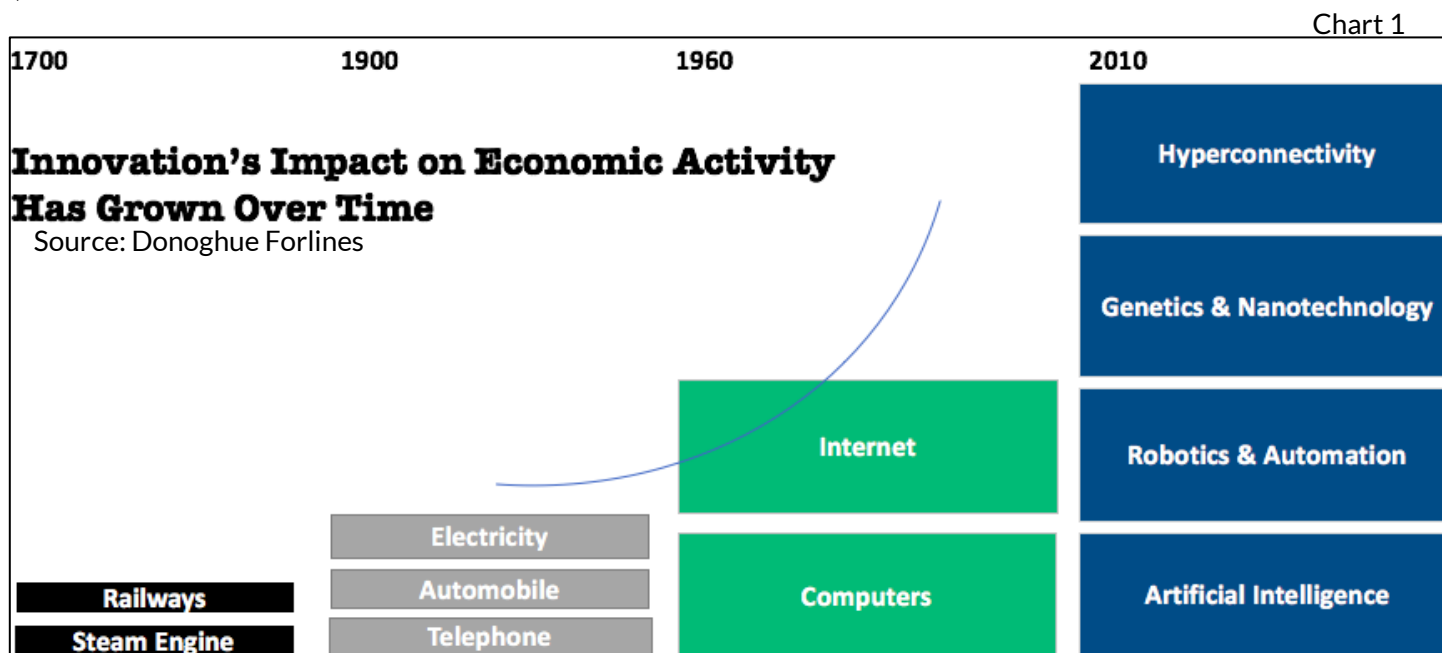 Chart 1
1700
1900
1960
2010
Innovation's Impact on Economic Activity
Has Grown Over Time
Source: Donoghue Forlines
Railways
Steam Engine
Electricity
Automobile
Telephone
Internet
Computers
Hyperconnectivity
Genetics & Nanotechnology
Robotics & Automation
Artificial Intelligence